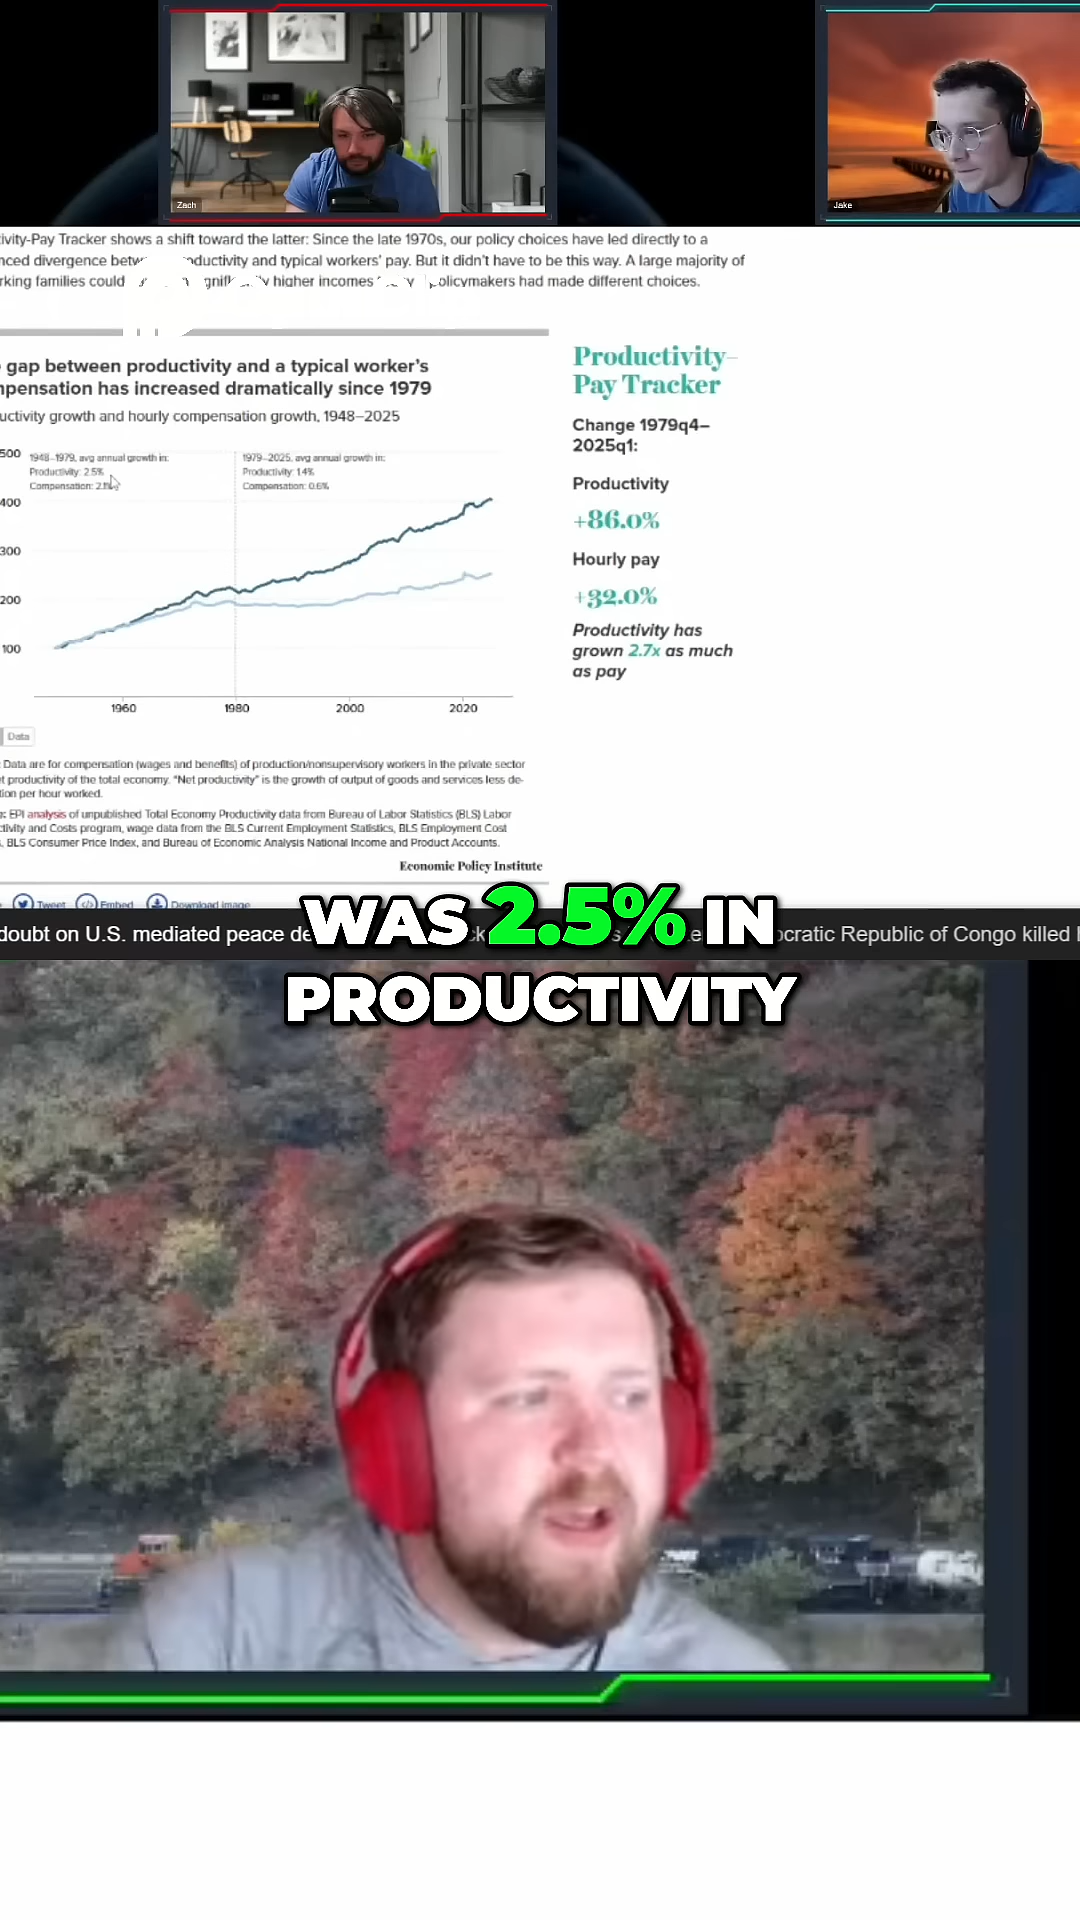 Zach
Jake
ivity-Pay Tracker shows a shift toward the latter: Since the late 1970s, our policy choices have led directly to a
nced divergence betw oductivity and typical workers' pay. But it didn't have to be this way. A large majority of
rking families could higher incomes olicymakers had made different choices.
gap between productivity and a typical worker's
mpensation has increased dramatically since 1979
uctivity growth and hourly compensation growth, 1948–2025
500
1948–1979, avg annual growth in:
Productivity: 2.5%
Compensation: 2.1%
1979–2025, avg annual growth in:
Productivity: 1.4%
Compensation: 0.6%
400
300
200
100
1960 1980 2000 2020
Data
Productivity–
Pay Tracker
Change 1979q4–
2025q1:
Productivity
+86.0%
Hourly pay
+32.0%
Productivity has
grown 2.7x as much
as pay
: Data are for compensation (wages and benefits) of production/nonsupervisory workers in the private sector
t productivity of the total economy. "Net productivity" is the growth of output of goods and services less de-
tion per hour worked.
e: EPI analysis of unpublished Total Economy Productivity data from Bureau of Labor Statistics (BLS) Labor
ctivity and Costs program, wage data from the BLS Current Employment Statistics, BLS Employment Cost
, BLS Consumer Price Index, and Bureau of Economic Analysis National Income and Product Accounts.
Economic Policy Institute
Tweet Embed Download image
doubt on U.S. mediated peace de ck ocratic Republic of Congo killed
WAS 2.5% IN
PRODUCTIVITY